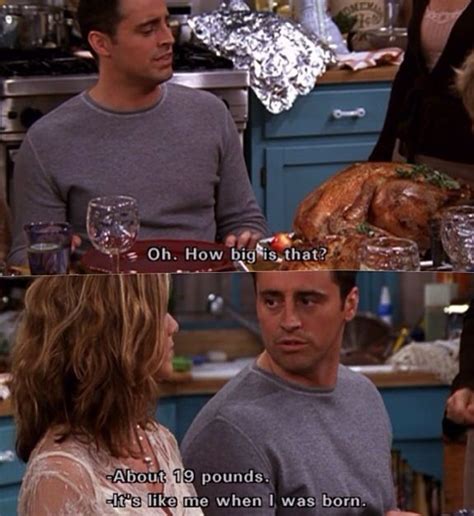 Oh. How big is that?
-About 19 pounds.
-It's like me when I was born.